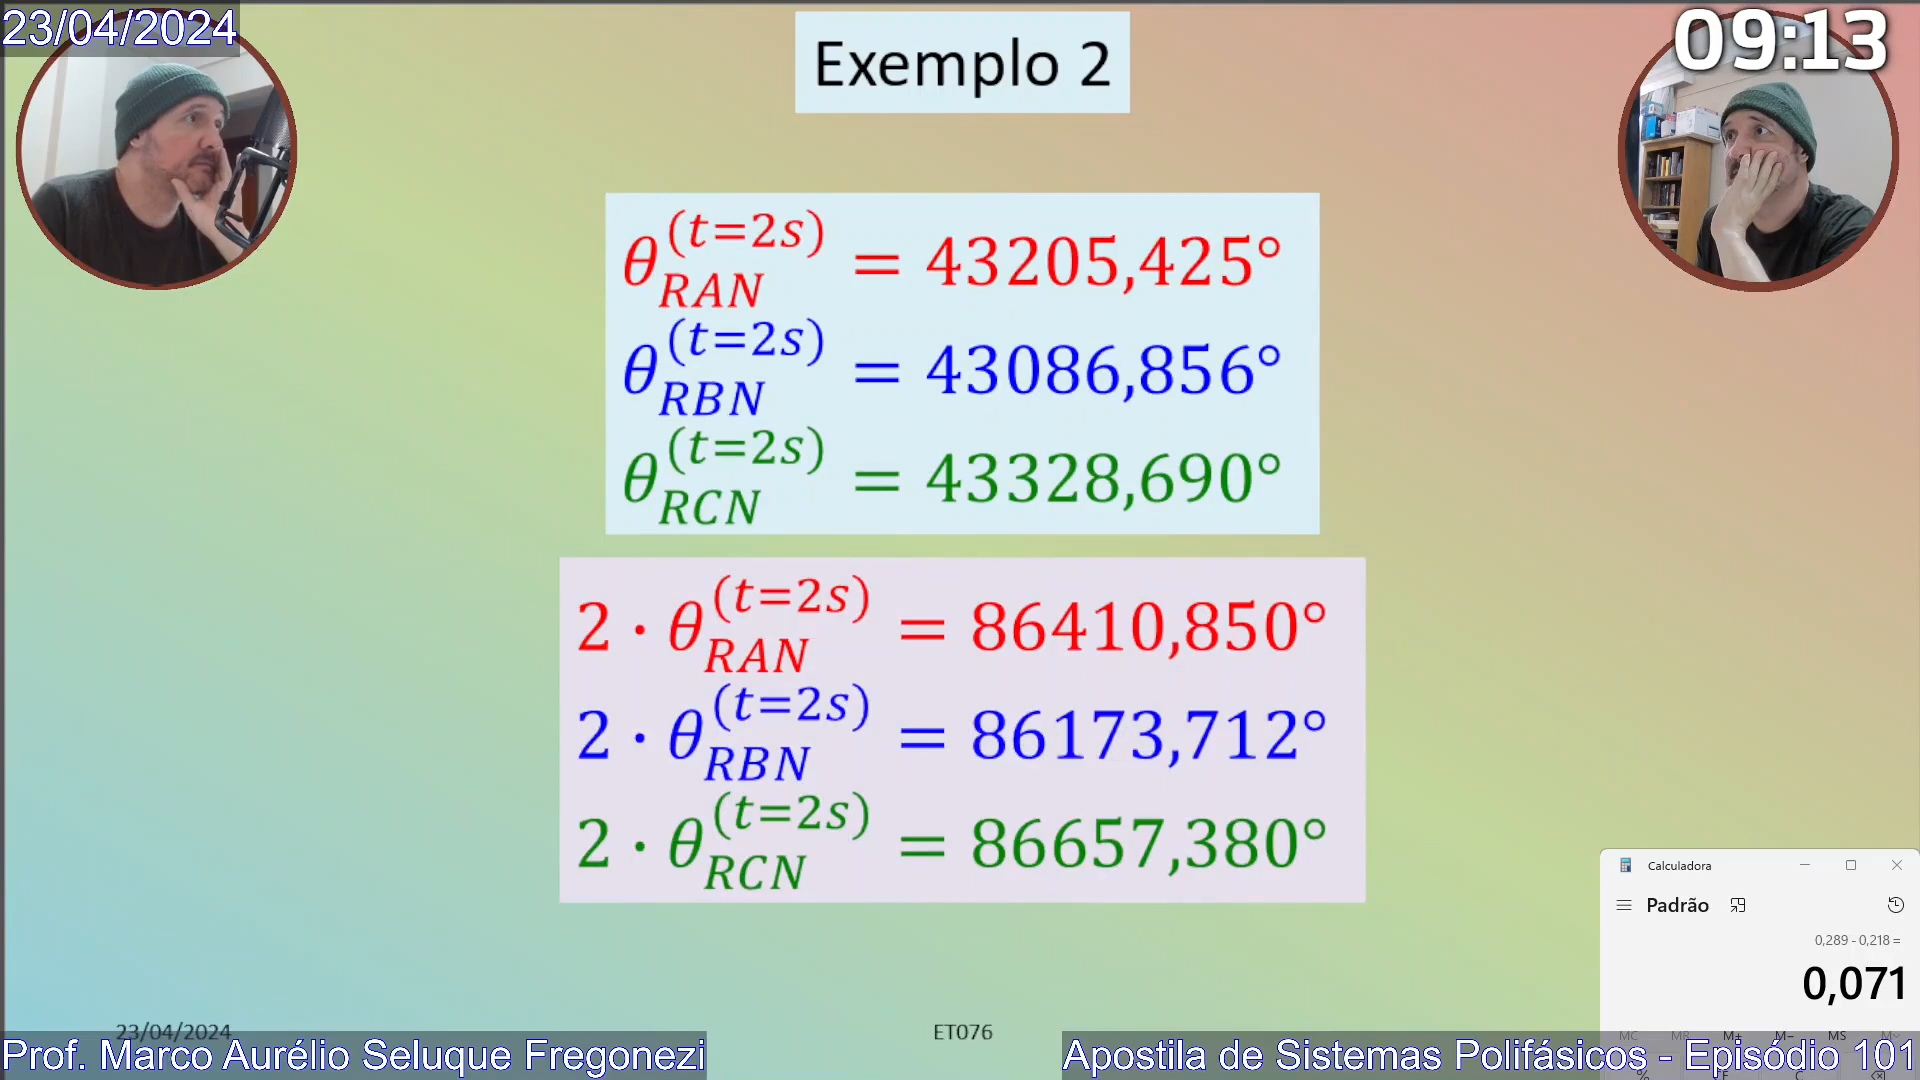 23/04/2024
09:13
Exemplo 2
θ_RAN^(t=2s) = 43205,425°
θ_RBN^(t=2s) = 43086,856°
θ_RCN^(t=2s) = 43328,690°
2 · θ_RAN^(t=2s) = 86410,850°
2 · θ_RBN^(t=2s) = 86173,712°
2 · θ_RCN^(t=2s) = 86657,380°
Calculadora
Padrão
0,289 - 0,218 =
0,071
MC MR M+ M- MS M
23/04/2024
ET076
Prof. Marco Aurélio Seluque Fregonezi
Apostila de Sistemas Polifásicos - Episódio 101